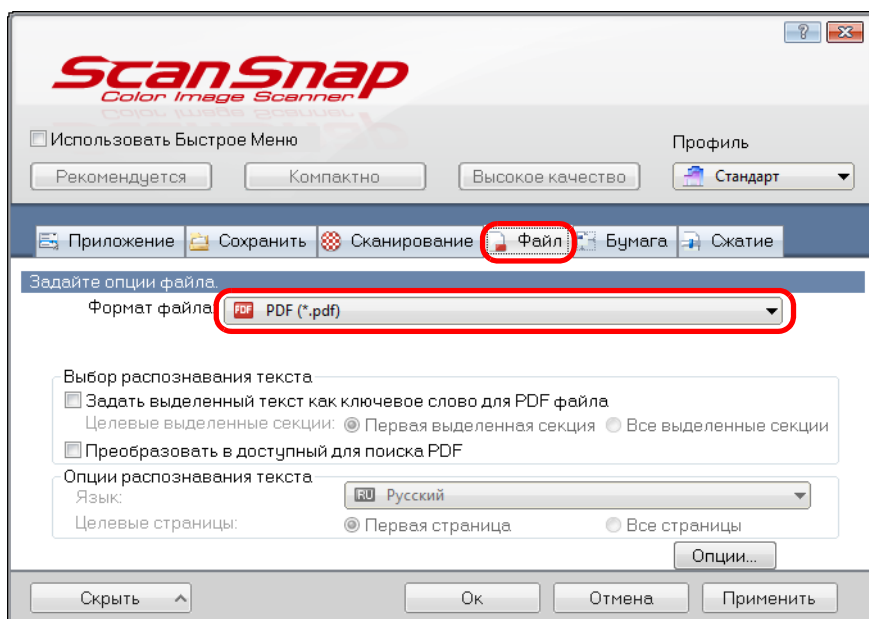 ScanSnap
Color Image Scanner
Использовать Быстрое Меню
Профиль
Рекомендуется Компактно Высокое качество Стандарт
Приложение Сохранить Сканирование Файл Бумага Сжатие
Задайте опции файла.
Формат файла: PDF (*.pdf)
Выбор распознавания текста
Задать выделенный текст как ключевое слово для PDF файла
Целевые выделенные секции: Первая выделенная секция Все выделенные секции
Преобразовать в доступный для поиска PDF
Опции распознавания текста
Язык: RU Русский
Целевые страницы: Первая страница Все страницы
Опции...
Скрыть Ок Отмена Применить